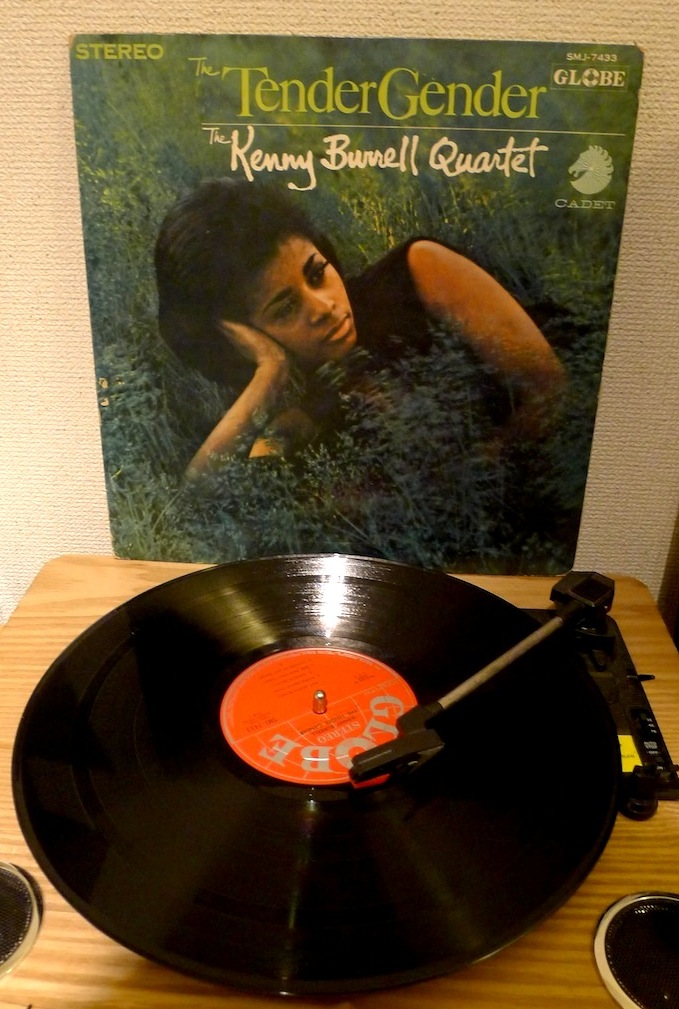 STEREO
SMJ-7433
GLOBE
The
Tender Gender
The
Kenny Burrell Quartet
CADET
GLOBE
STEREO